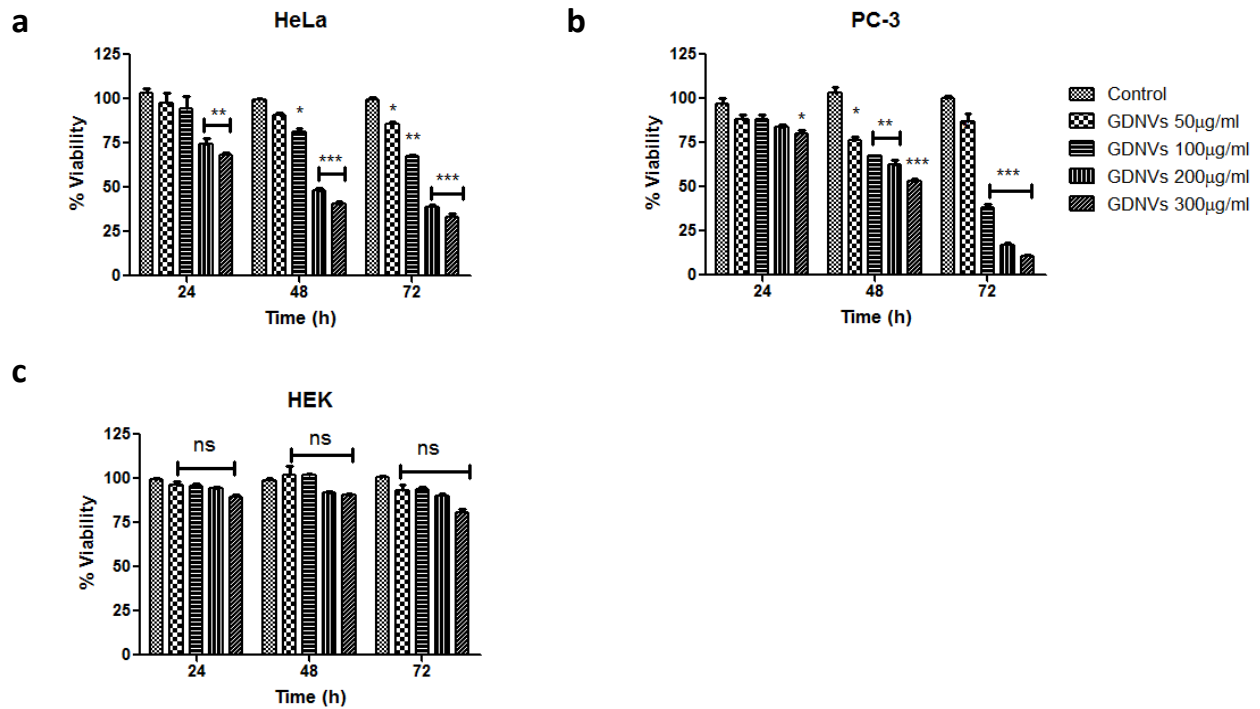 a
HeLa
125
100
75
50
25
0
% Viability
**
*
***
*
**
***
24
48
72
Time (h)
b
PC-3
125
100
75
50
25
0
% Viability
*
*
**
***
***
24
48
72
Time (h)
Control
GDNVs 50µg/ml
GDNVs 100µg/ml
GDNVs 200µg/ml
GDNVs 300µg/ml
c
HEK
125
100
75
50
25
0
% Viability
ns
ns
ns
24
48
72
Time (h)